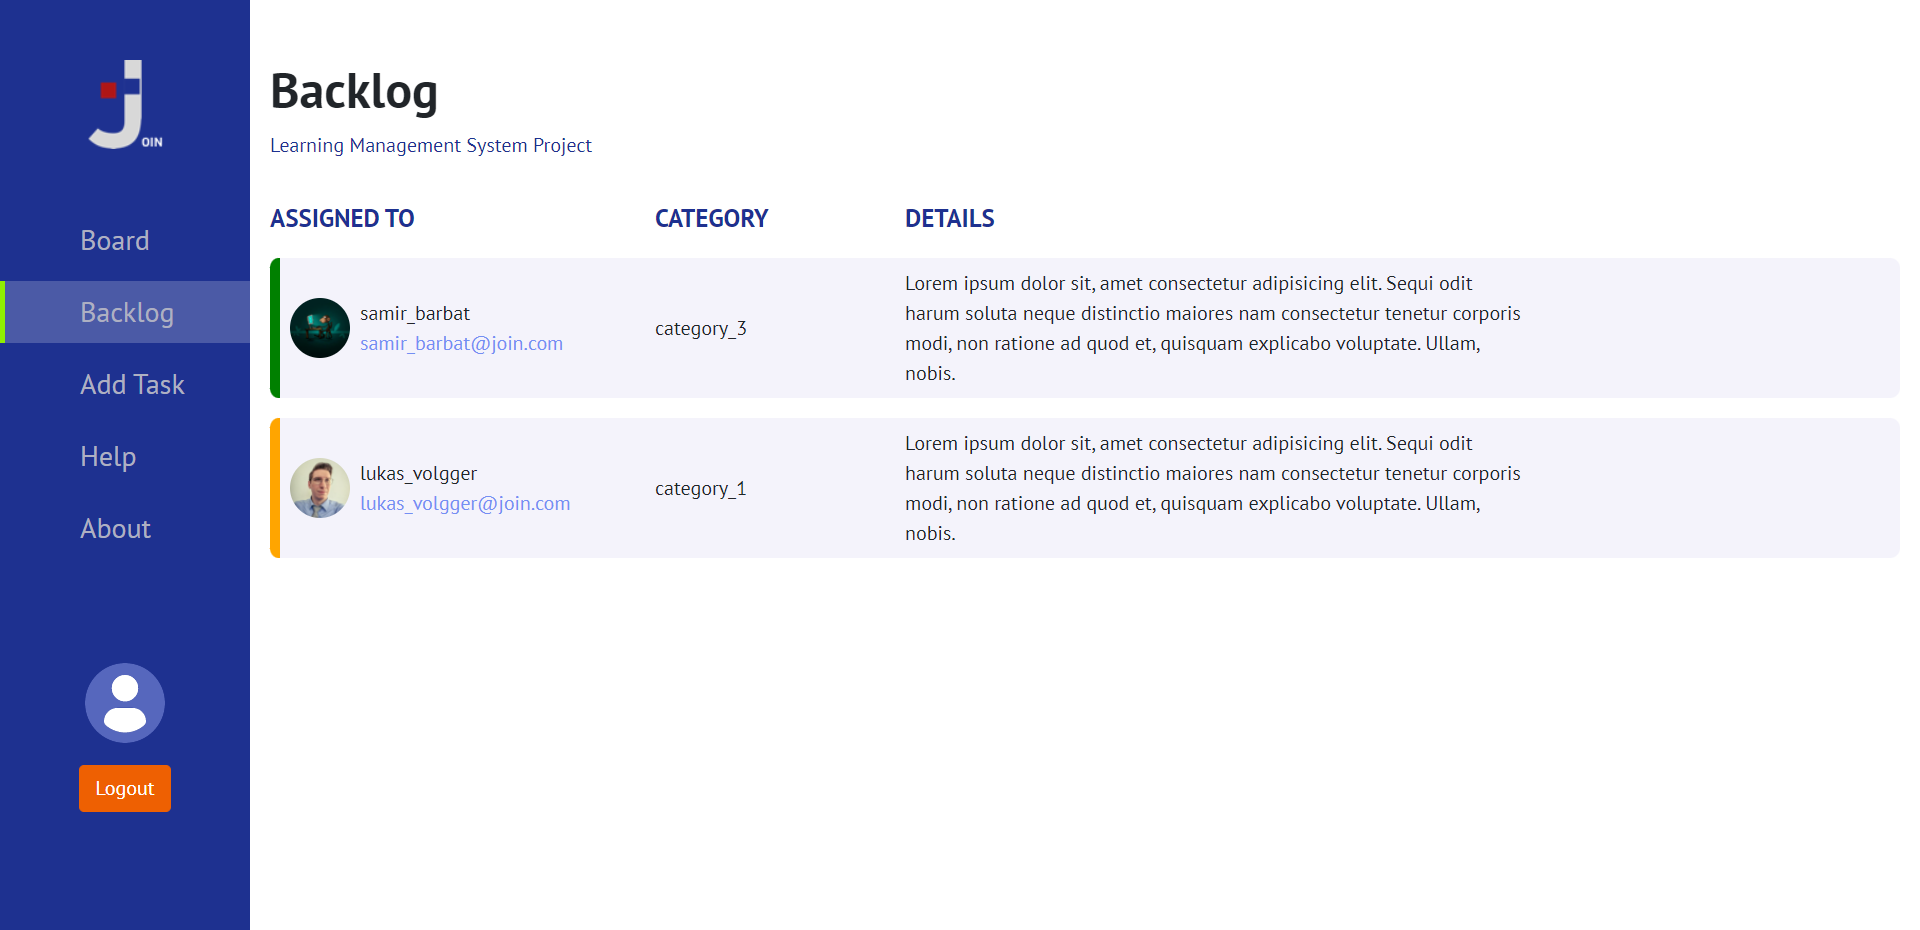 OIN
Board
Backlog
Add Task
Help
About
Logout
Backlog
Learning Management System Project
ASSIGNED TO CATEGORY DETAILS
samir_barbat
samir_barbat@join.com
category_3
Lorem ipsum dolor sit, amet consectetur adipisicing elit. Sequi odit
harum soluta neque distinctio maiores nam consectetur tenetur corporis
modi, non ratione ad quod et, quisquam explicabo voluptate. Ullam,
nobis.
lukas_volgger
lukas_volgger@join.com
category_1
Lorem ipsum dolor sit, amet consectetur adipisicing elit. Sequi odit
harum soluta neque distinctio maiores nam consectetur tenetur corporis
modi, non ratione ad quod et, quisquam explicabo voluptate. Ullam,
nobis.